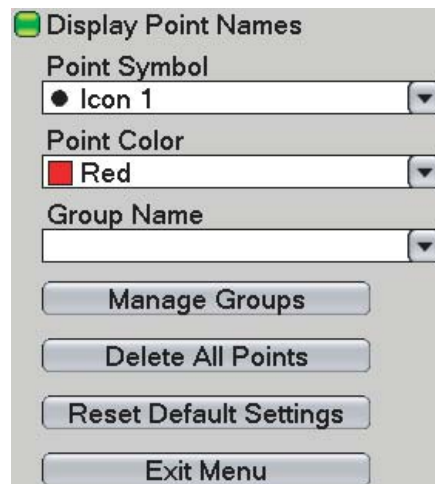 Display Point Names
Point Symbol
Icon 1
Point Color
Red
Group Name
Manage Groups
Delete All Points
Reset Default Settings
Exit Menu